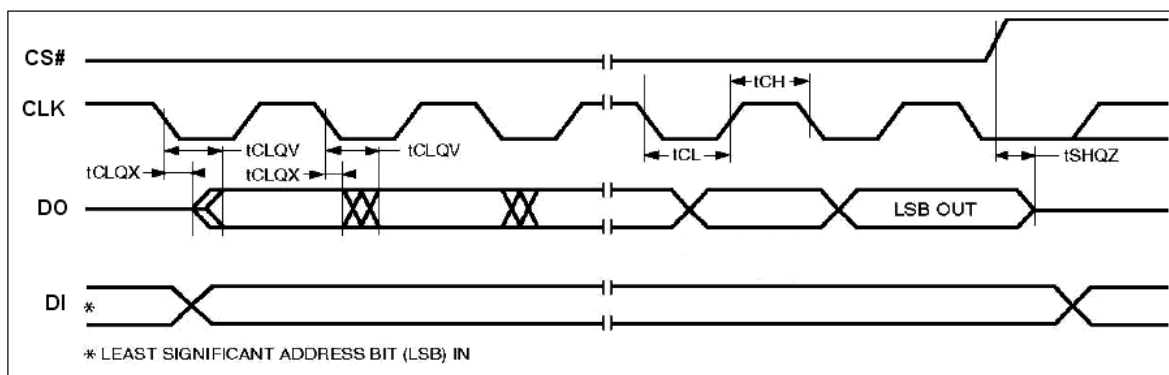 CS#
CLK
tCH
tCLQV
tCLQV
tCL
tSHQZ
tCLQX
tCLQX
DO
LSB OUT
DI
*
* LEAST SIGNIFICANT ADDRESS BIT (LSB) IN